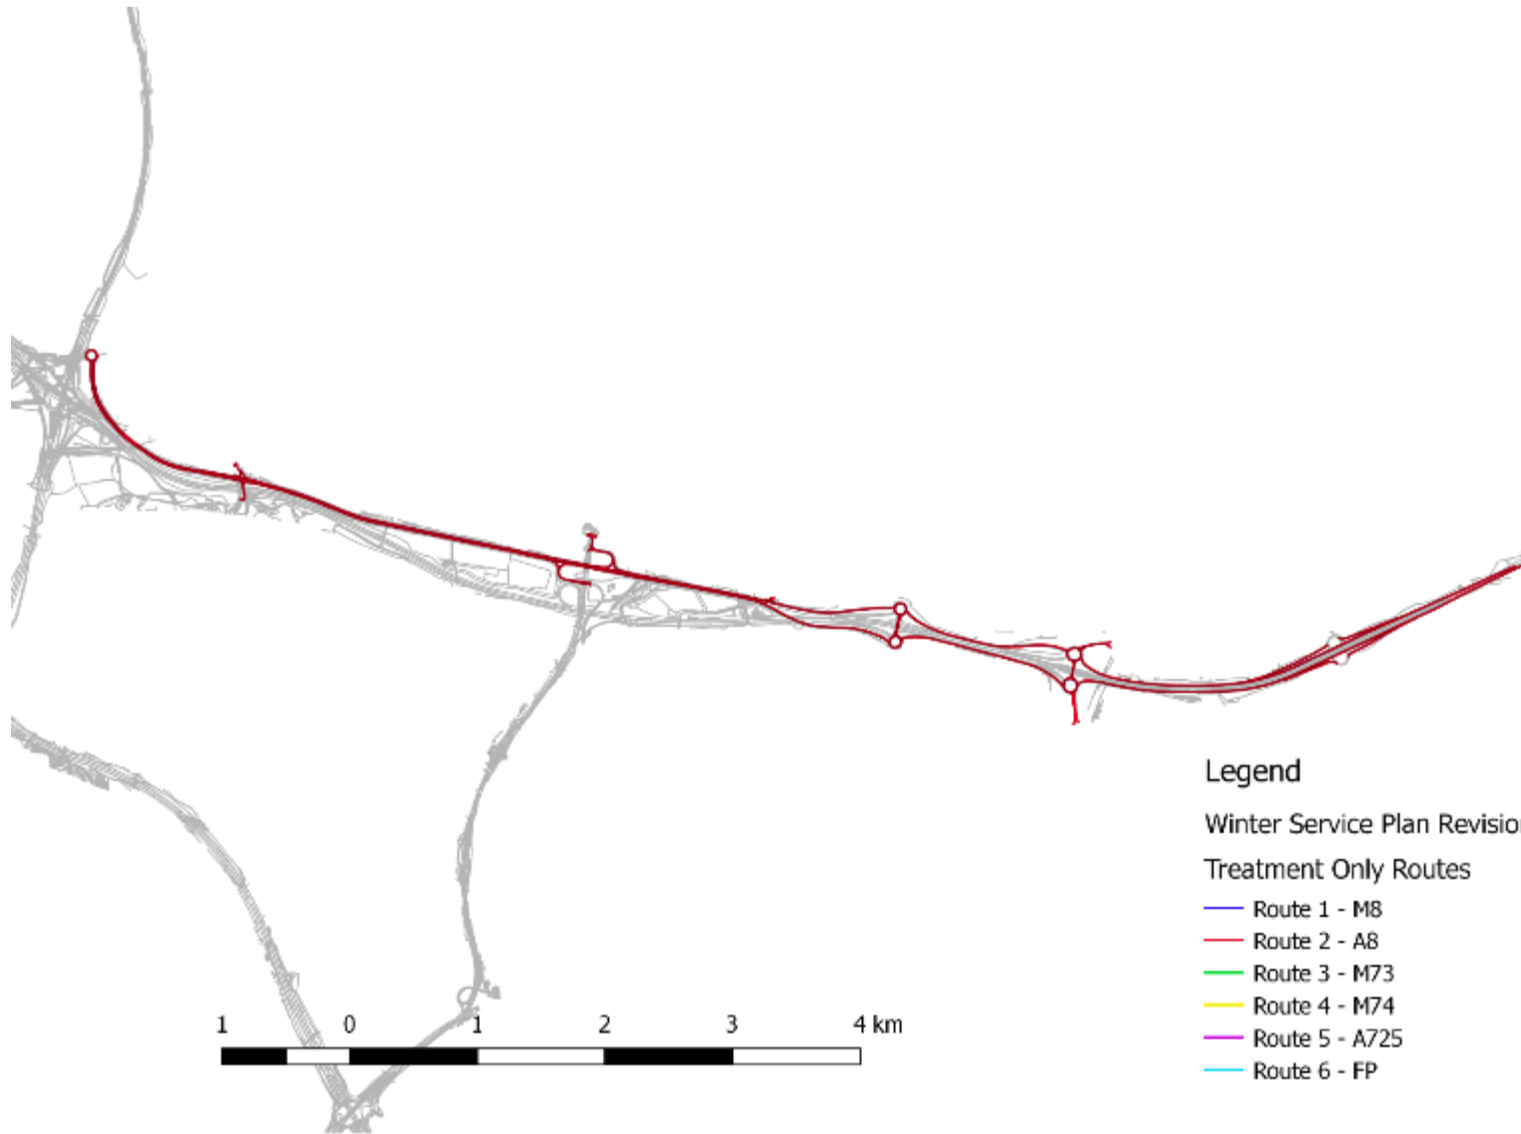 Legend
Winter Service Plan Revision
Treatment Only Routes
Route 1 - M8
Route 2 - A8
Route 3 - M73
Route 4 - M74
Route 5 - A725
Route 6 - FP
1 0 1 2 3 4 km